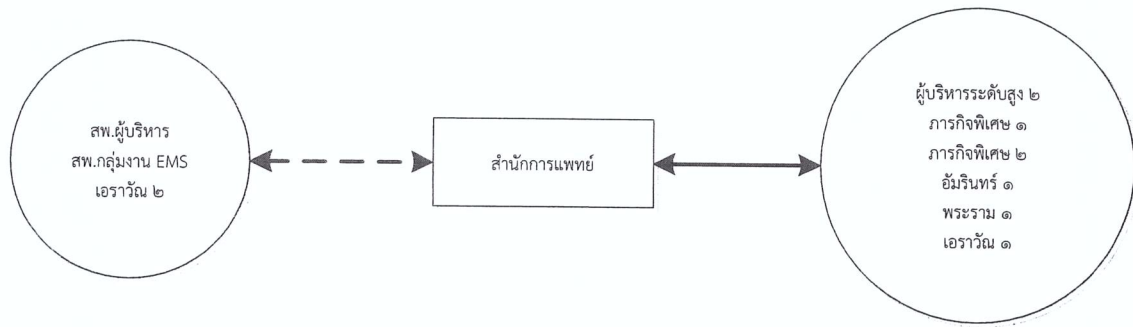 สพ.ผู้บริหาร
สพ.กลุ่มงาน EMS
เอราวัณ ๒
สำนักการแพทย์
ผู้บริหารระดับสูง ๒
ภารกิจพิเศษ ๑
ภารกิจพิเศษ ๒
อัมรินทร์ ๑
พระราม ๑
เอราวัณ ๑